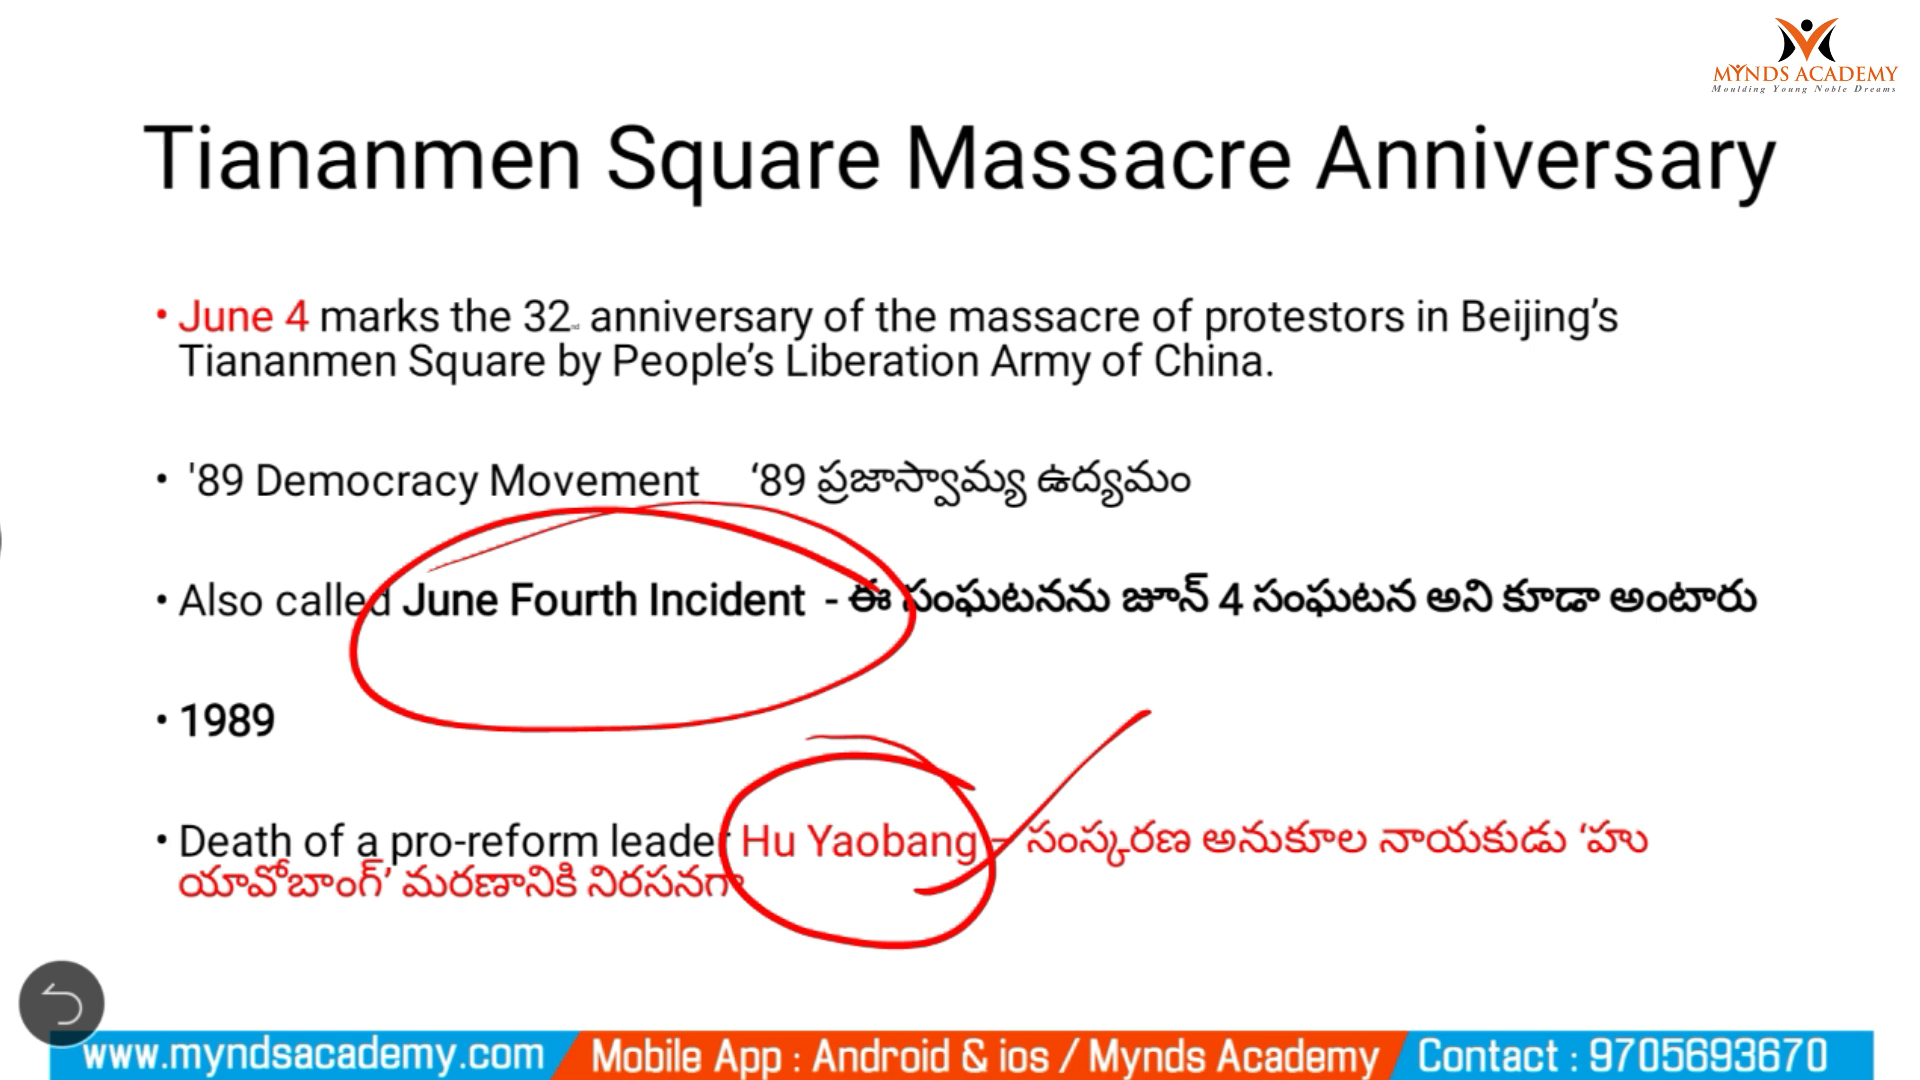 MYNDS ACADEMY
Moulding Young Noble Dreams
Tiananmen Square Massacre Anniversary
• June 4 marks the 32nd anniversary of the massacre of protestors in Beijing’s
Tiananmen Square by People’s Liberation Army of China.
• '89 Democracy Movement ‘89 ప్రజాస్వామ్య ఉద్యమం
• Also called June Fourth Incident - ఈ సంఘటనను జూన్ 4 సంఘటన అని కూడా అంటారు
• 1989
• Death of a pro-reform leader Hu Yaobang – సంస్కరణ అనుకూల నాయకుడు ‘హు
యావోబాంగ్’ మరణానికి నిరసనగా
www.myndsacademy.com Mobile App : Android & ios / Mynds Academy Contact : 9705693670